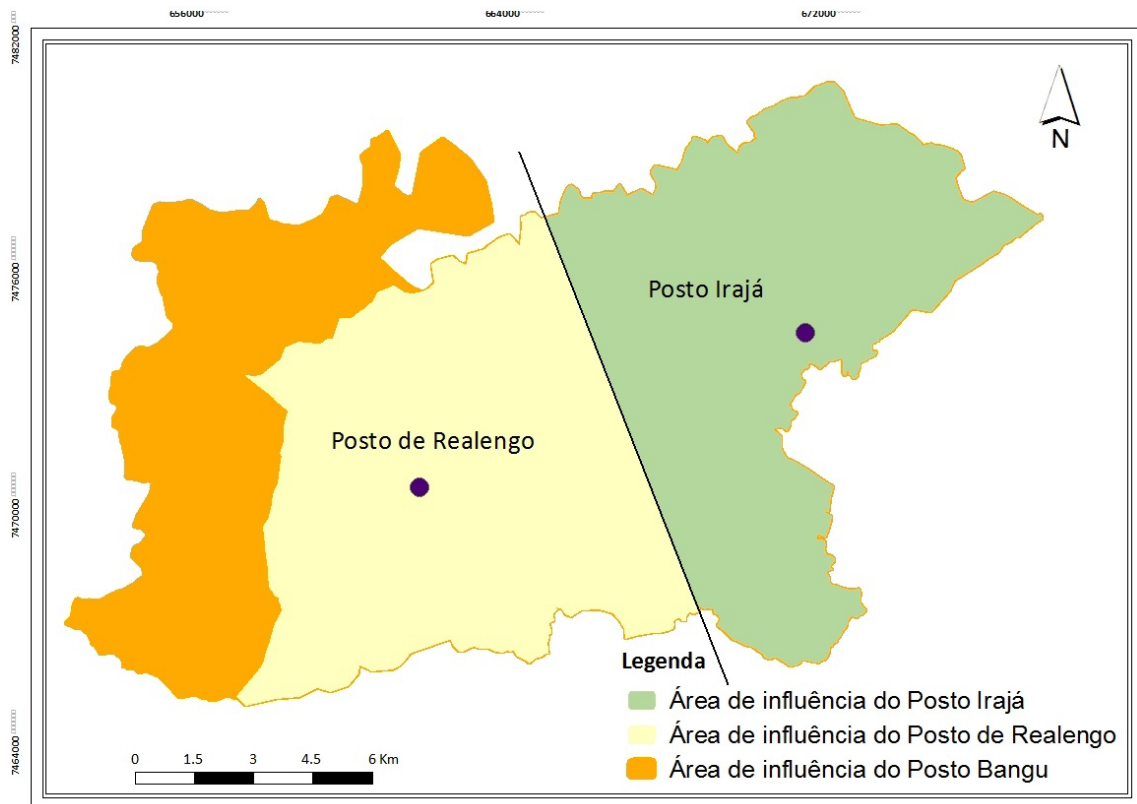 656000 664000 672000
7482000
7476000
7470000
7464000
N
Posto Irajá
Posto de Realengo
Legenda
Área de influência do Posto Irajá
Área de influência do Posto de Realengo
Área de influência do Posto Bangu
0 1.5 3 4.5 6 Km